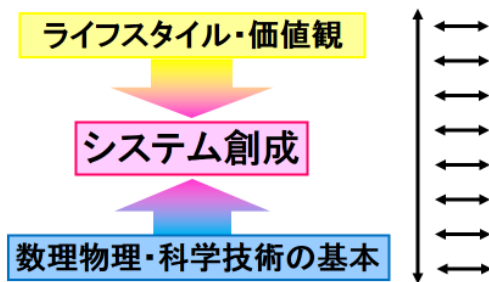 ライフスタイル・価値観
システム創成
数理物理・科学技術の基本